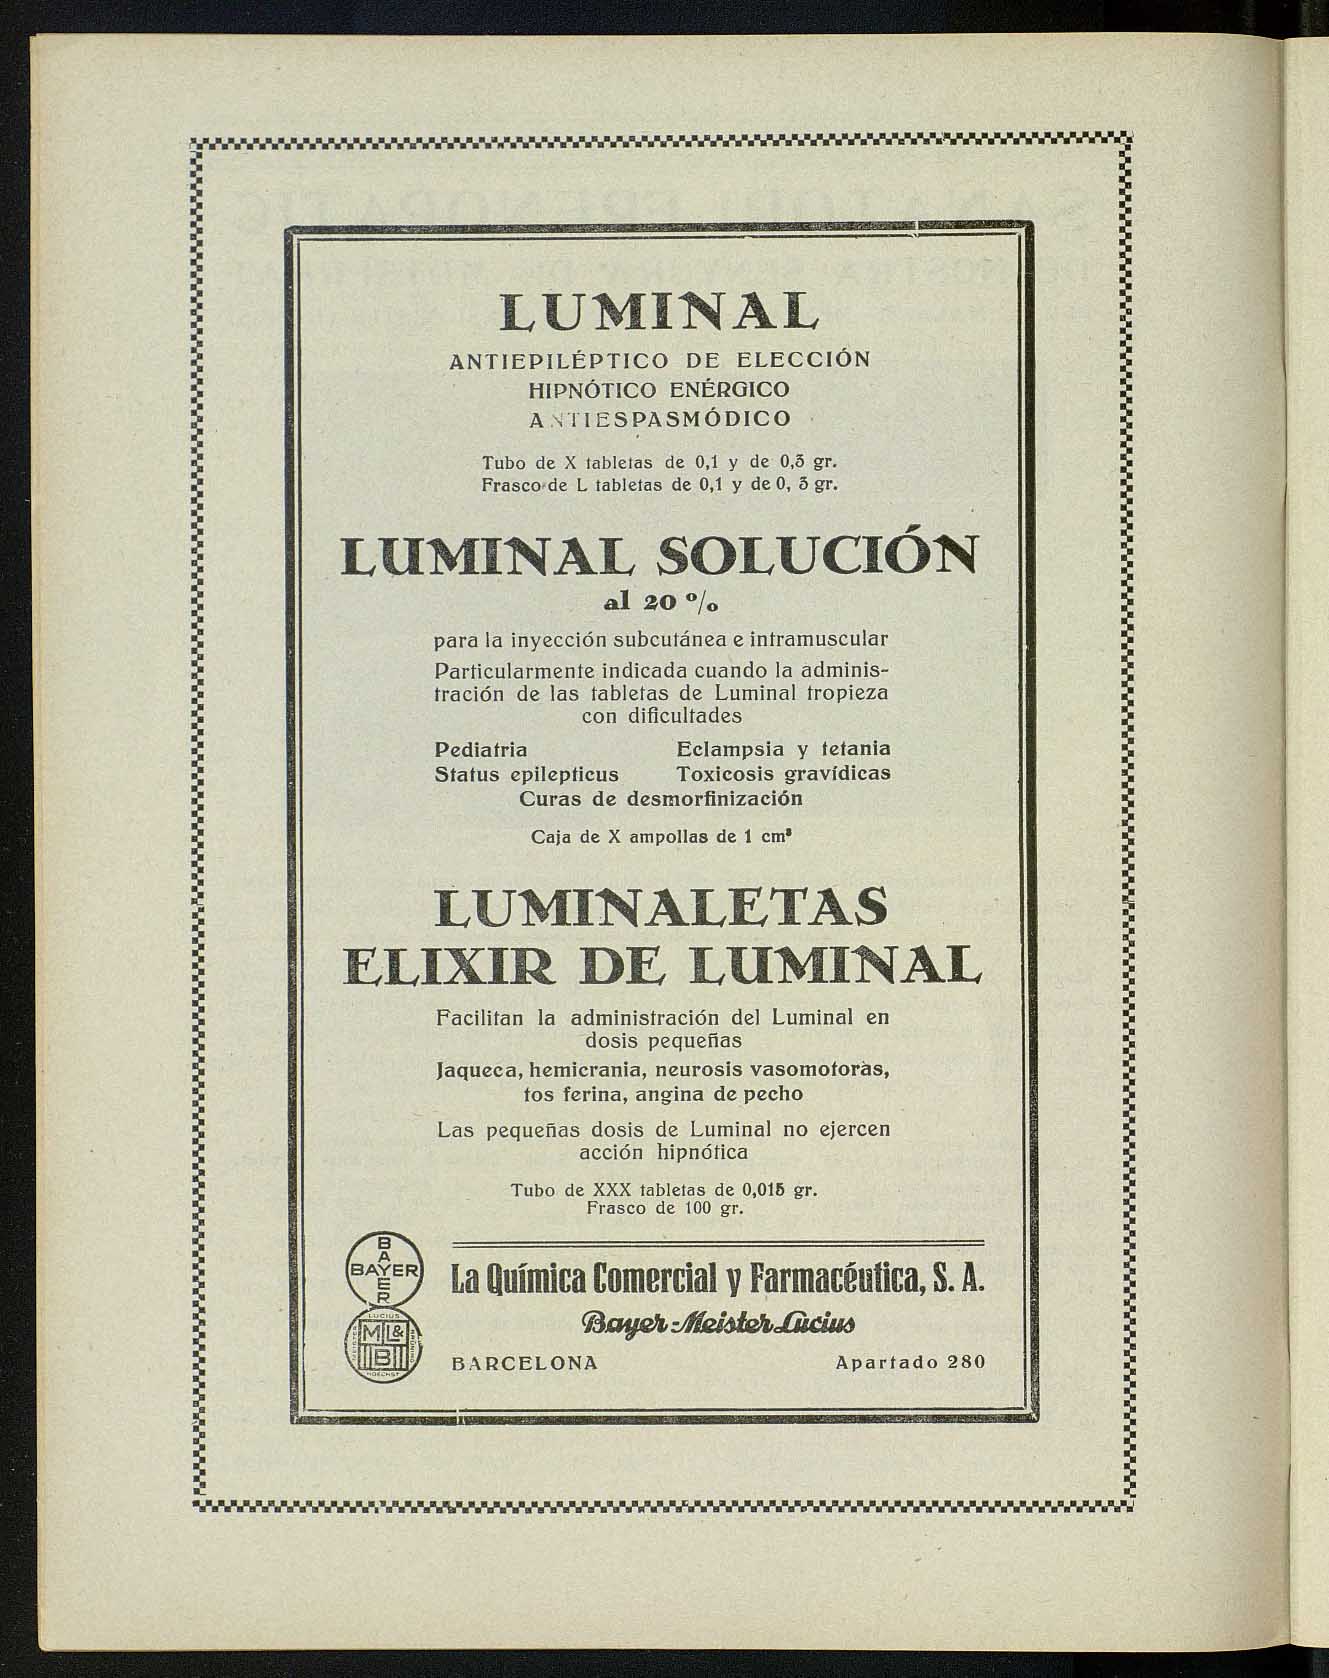 LUMINAL
ANTIEPILÉPTICO DE ELECCIÓN
HIPNÓTICO ENÉRGICO
ANTIESPASMÓDICO
Tubo de X tabletas de 0,1 y de 0,3 gr.
Frasco de L tabletas de 0,1 y de 0, 3 gr.
LUMINAL SOLUCIÓN
al 20 %
para la inyección subcutánea e intramuscular
Particularmente indicada cuando la adminis-
tración de las tabletas de Luminal tropieza
con dificultades
Pediatria Eclampsia y tetania
Status epilepticus Toxicosis gravídicas
Curas de desmorfinización
Caja de X ampollas de 1 cm³
LUMINALETAS
ELIXIR DE LUMINAL
Facilitan la administración del Luminal en
dosis pequeñas
Jaqueca, hemicrania, neurosis vasomotoras,
tos ferina, angina de pecho
Las pequeñas dosis de Luminal no ejercen
acción hipnótica
Tubo de XXX tabletas de 0,015 gr.
Frasco de 100 gr.
BAYER
BAYER
La Química Comercial y Farmacéutica, S. A.
Bayer-Meister-Lucius
LUCIUS
MEISTER
BRÜNING
ML&B
HOECHST
BARCELONA Apartado 280